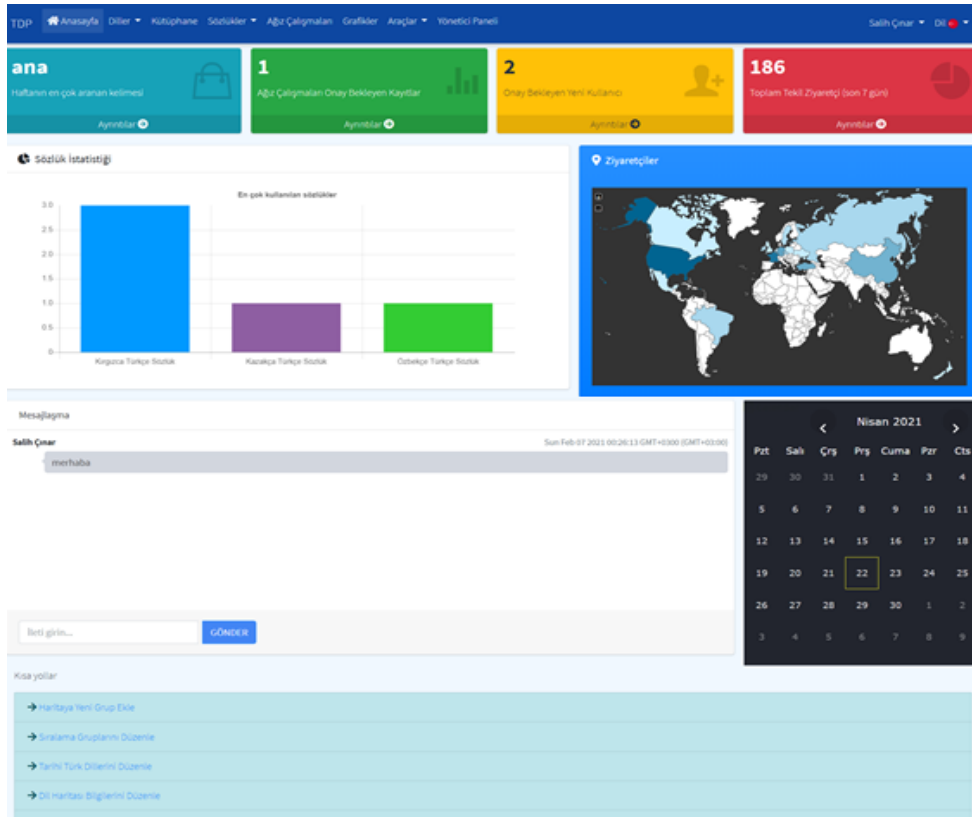 TDP Anasayfa Diller Kütüphane Sözlükler Ağız Çalışmaları Grafikler Araçlar Yönetici Paneli Salih Çınar Dil
ana
Haftanın en çok aranan kelimesi
Ayrıntılar
1
Ağız Çalışmaları Onay Bekleyen Kayıtlar
Ayrıntılar
2
Onay Bekleyen Yeni Kullanıcı
Ayrıntılar
186
Toplam Tekil Ziyaretçi (son 7 gün)
Ayrıntılar
Sözlük İstatistiği
En çok kullanılan sözlükler
3.0
2.5
2.0
1.5
1.0
0.5
0
Kırgızca Türkçe Sözlük Kazakça Türkçe Sözlük Özbekçe Türkçe Sözlük
Ziyaretçiler
+
-
Mesajlaşma
Salih Çınar Sun Feb 07 2021 00:26:13 GMT+0300 (GMT+03:00)
merhaba
İleti girin... GÖNDER
Nisan 2021
Pzt Salı Çrş Prş Cuma Pzr Cts
29 30 31 1 2 3 4
5 6 7 8 9 10 11
12 13 14 15 16 17 18
19 20 21 22 23 24 25
26 27 28 29 30 1 2
3 4 5 6 7 8 9
Kısa yollar
Haritaya Yeni Grup Ekle
Sıralama Gruplarını Düzenle
Tarihi Türk Dillerini Düzenle
Dil Haritası Bilgilerini Düzenle